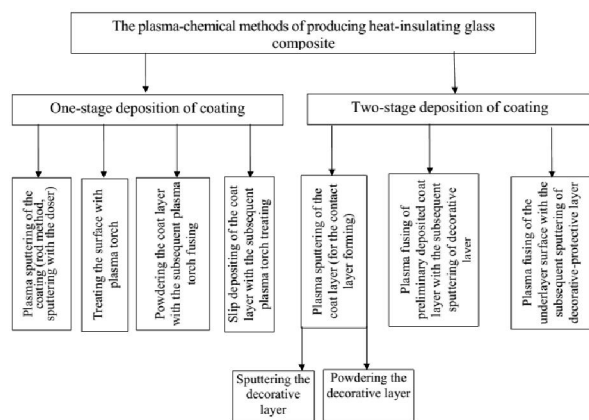 The plasma-chemical methods of producing heat-insulating glass
composite
One-stage deposition of coating
Two-stage deposition of coating
Plasma sputtering of the
coating (rod method,
sputtering with the doser)
Treating the surface with
plasma torch
Powdering the coat layer
with the subsequent plasma
torch fusing
Slip depositing of the coat
layer with the subsequent
plasma torch treating
Plasma sputtering of the
coat layer (for the contact
layer forming)
Plasma fusing of
preliminary deposited coat
layer with the subsequent
sputtering of decorative
layer
Plasma fusing of the
underlayer surface with the
subsequent sputtering of
decorative-protective layer
Sputtering the
decorative
layer
Powdering the
decorative layer